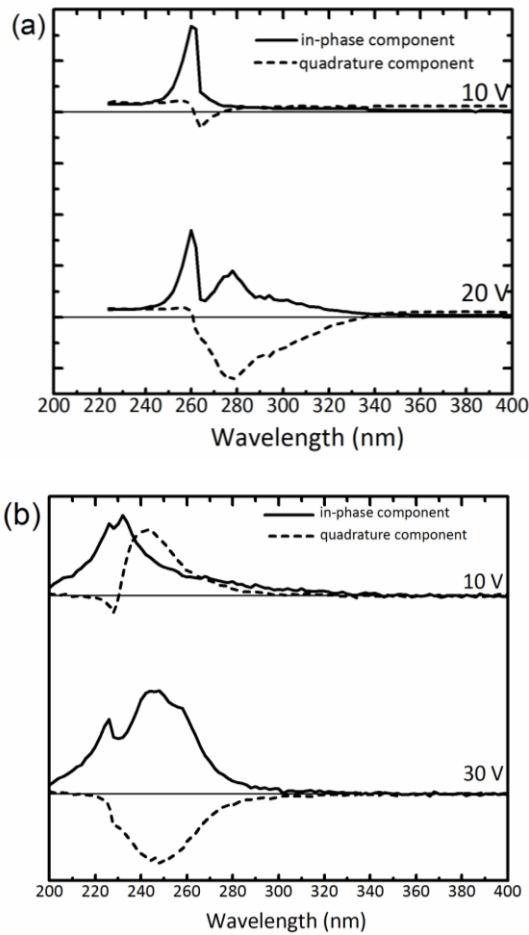 (a)
in-phase component
quadrature component
10 V
20 V
200 220 240 260 280 300 320 340 360 380 400
Wavelength (nm)
(b)
in-phase component
quadrature component
10 V
30 V
200 220 240 260 280 300 320 340 360 380 400
Wavelength (nm)